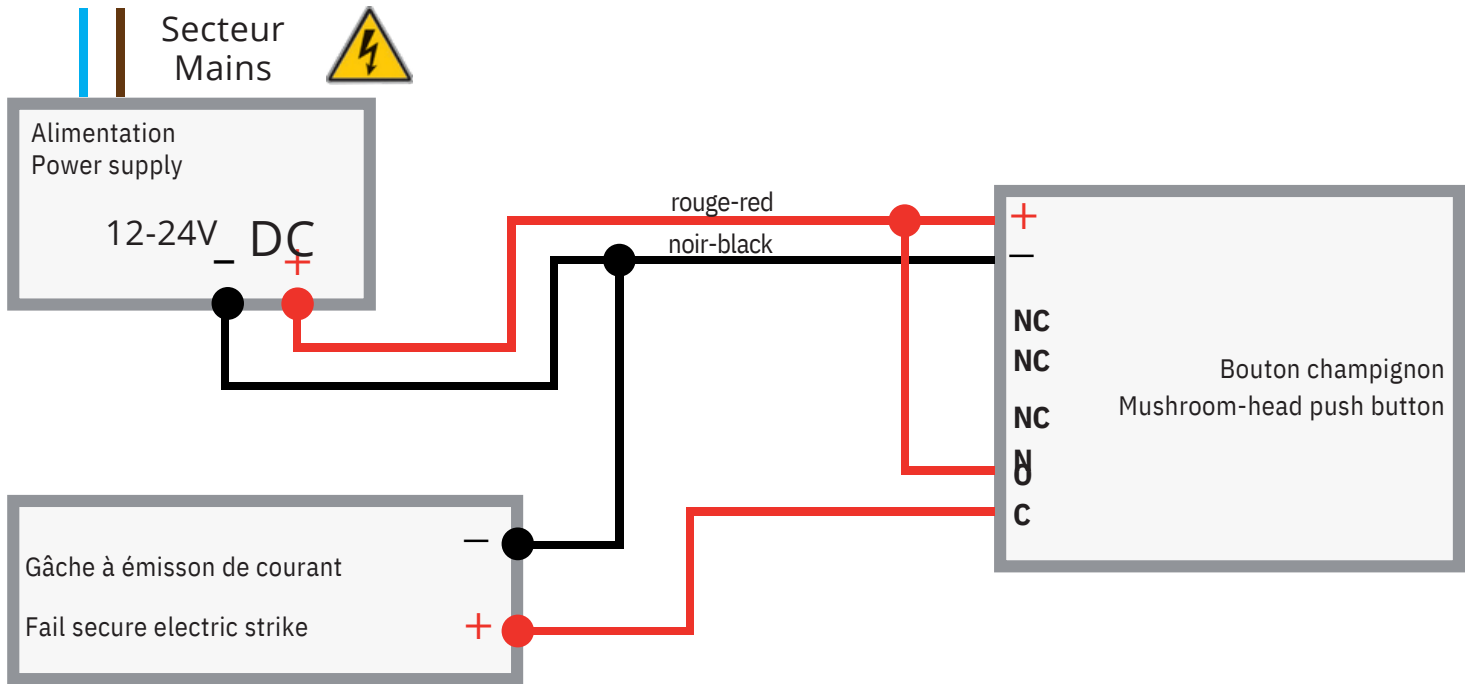 Secteur
Mains
Alimentation
Power supply
12-24V
DC
–
+
rouge-red
noir-black
+
–
NC
NC
NC
N
O
C
Bouton champignon
Mushroom-head push button
–
Gâche à émisson de courant
Fail secure electric strike
+